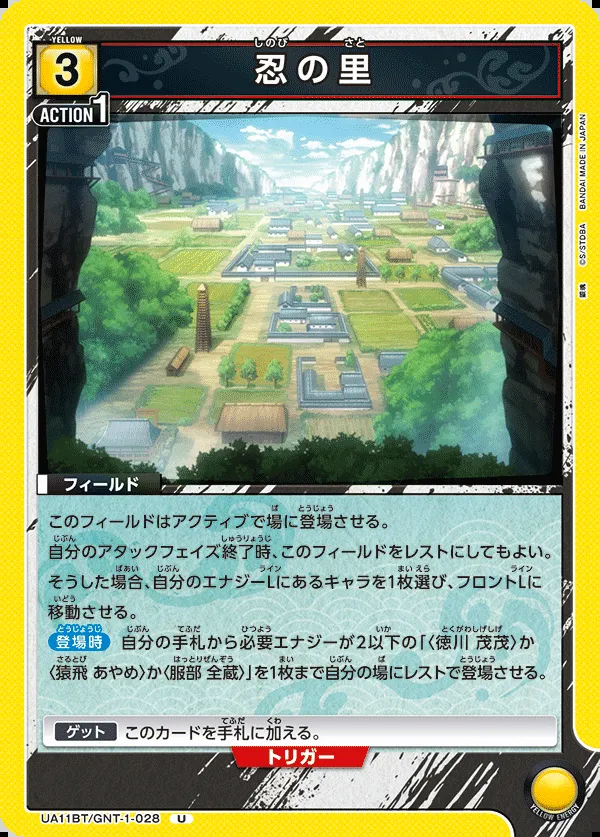 YELLOW
3
ACTION 1
しのび さと
忍の里
BANDAI MADE IN JAPAN
©S/STDBA
銀魂
フィールド
このフィールドはアクティブで場に登場させる。
自分のアタックフェイズ終了時、このフィールドをレストにしてもよい。
そうした場合、自分のエナジーLにあるキャラを1枚選び、フロントLに
移動させる。
登場時 自分の手札から必要エナジーが2以下の「〈徳川 茂茂〉か
〈猿飛 あやめ〉か〈服部 全蔵〉」を1枚まで自分の場にレストで登場させる。
ゲット このカードを手札に加える。
トリガー
UA11BT/GNT-1-028 U
YELLOW ENERGY